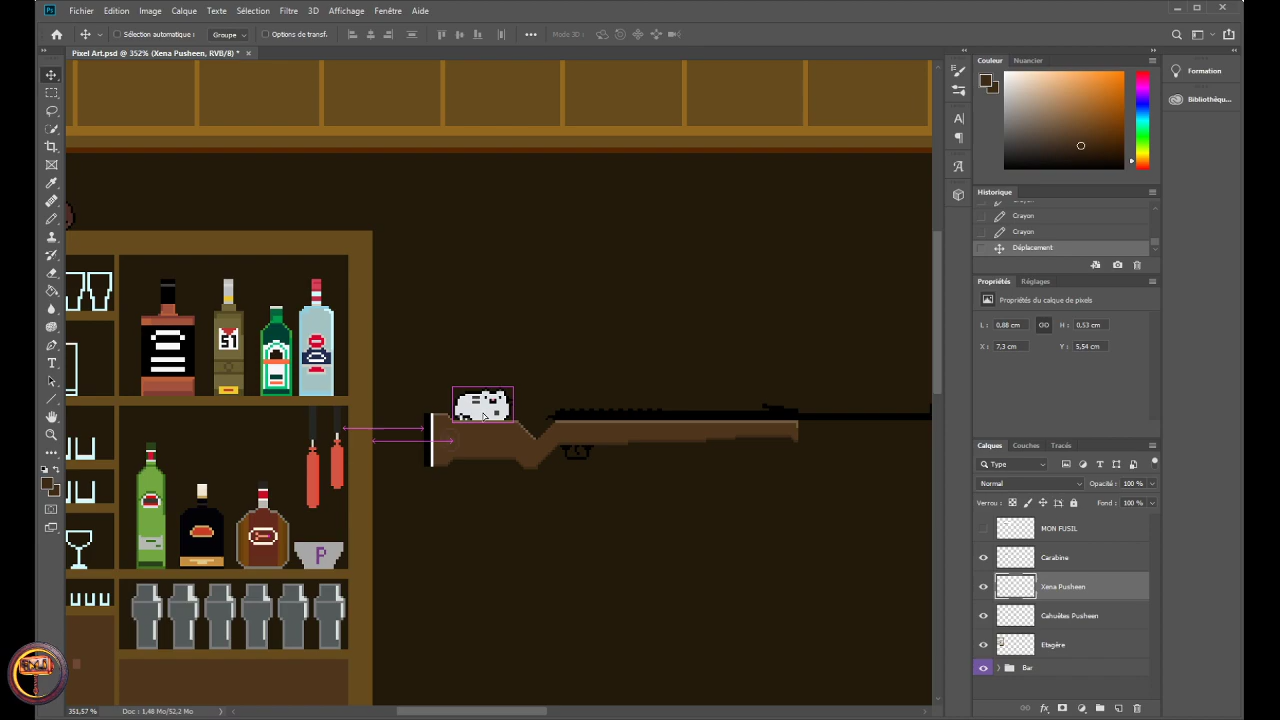 Ps Fichier Edition Image Calque Texte Sélection Filtre 3D Affichage Fenêtre Aide
Sélection automatique : Groupe Options de transf. Mode 3D :
Pixel Art.psd @ 352% (Xena Pusheen, RVB/8) *
Couleur Nuancier
Formation
Bibliothèqu...
Historique
Crayon
Crayon
Déplacement
Propriétés Réglages
Propriétés du calque de pixels
L : 0,88 cm H : 0,53 cm
X : 7,3 cm Y : 5,54 cm
Calques Couches Tracés
Type
Normal Opacité : 100 %
Verrou : Fond : 100 %
MON FUSIL
Carabine
Xena Pusheen
Cahuètes Pusheen
Etagère
Bar
51
P
351,57 % Doc : 1,48 Mo/52,2 Mo